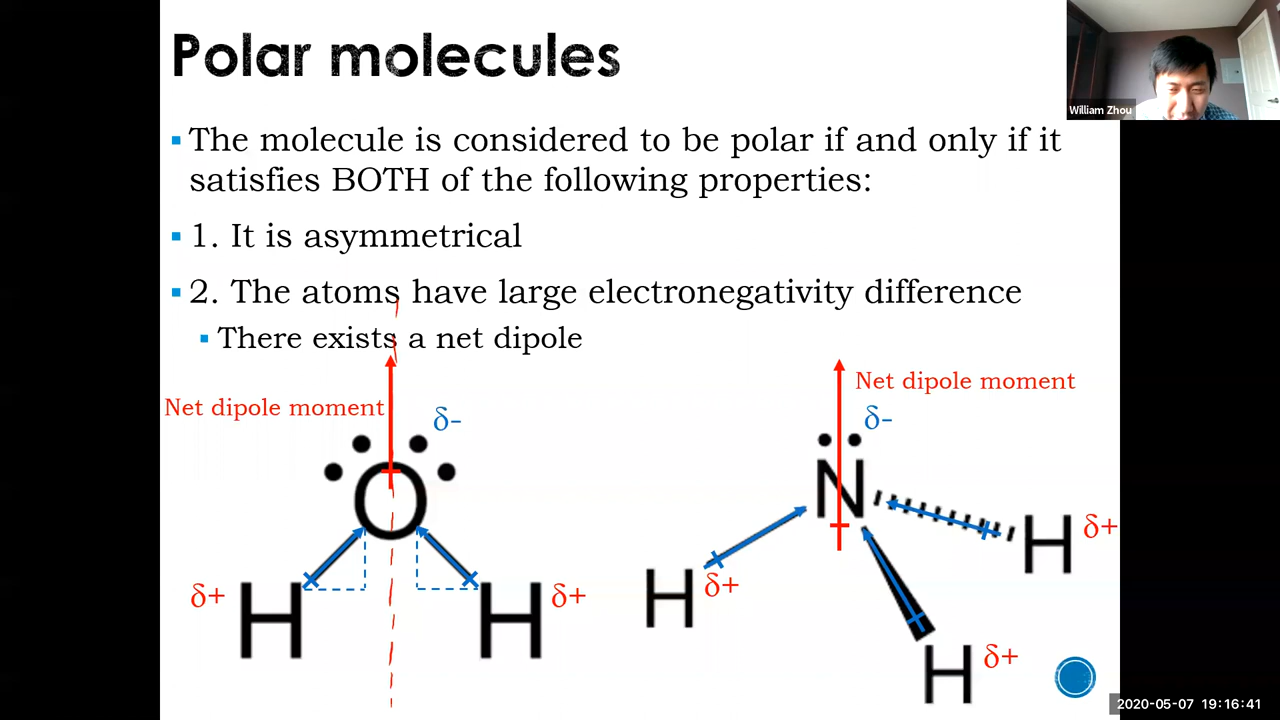 Polar molecules
William Zhou
▪ The molecule is considered to be polar if and only if it
satisfies BOTH of the following properties:
▪ 1. It is asymmetrical
▪ 2. The atoms have large electronegativity difference
▪ There exists a net dipole
Net dipole moment
δ-
O
δ+
H
H
δ+
Net dipole moment
δ-
N
H
δ+
H
δ+
H
δ+
2020-05-07 19:16:41